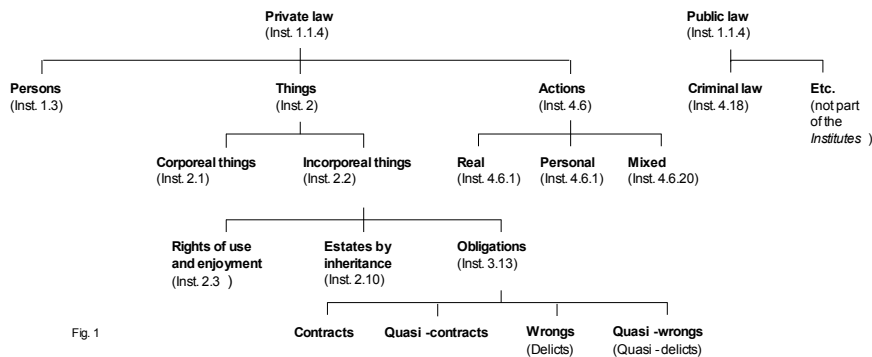 Private law
(Inst. 1.1.4)
Public law
(Inst. 1.1.4)
Persons
(Inst. 1.3)
Things
(Inst. 2)
Actions
(Inst. 4.6)
Criminal law
(Inst. 4.18)
Etc.
(not part
of the
Institutes )
Corporeal things
(Inst. 2.1)
Incorporeal things
(Inst. 2.2)
Real
(Inst. 4.6.1)
Personal
(Inst. 4.6.1)
Mixed
(Inst. 4.6.20)
Rights of use
and enjoyment
(Inst. 2.3 )
Estates by
inheritance
(Inst. 2.10)
Obligations
(Inst. 3.13)
Fig. 1
Contracts
Quasi -contracts
Wrongs
(Delicts)
Quasi -wrongs
(Quasi - delicts)